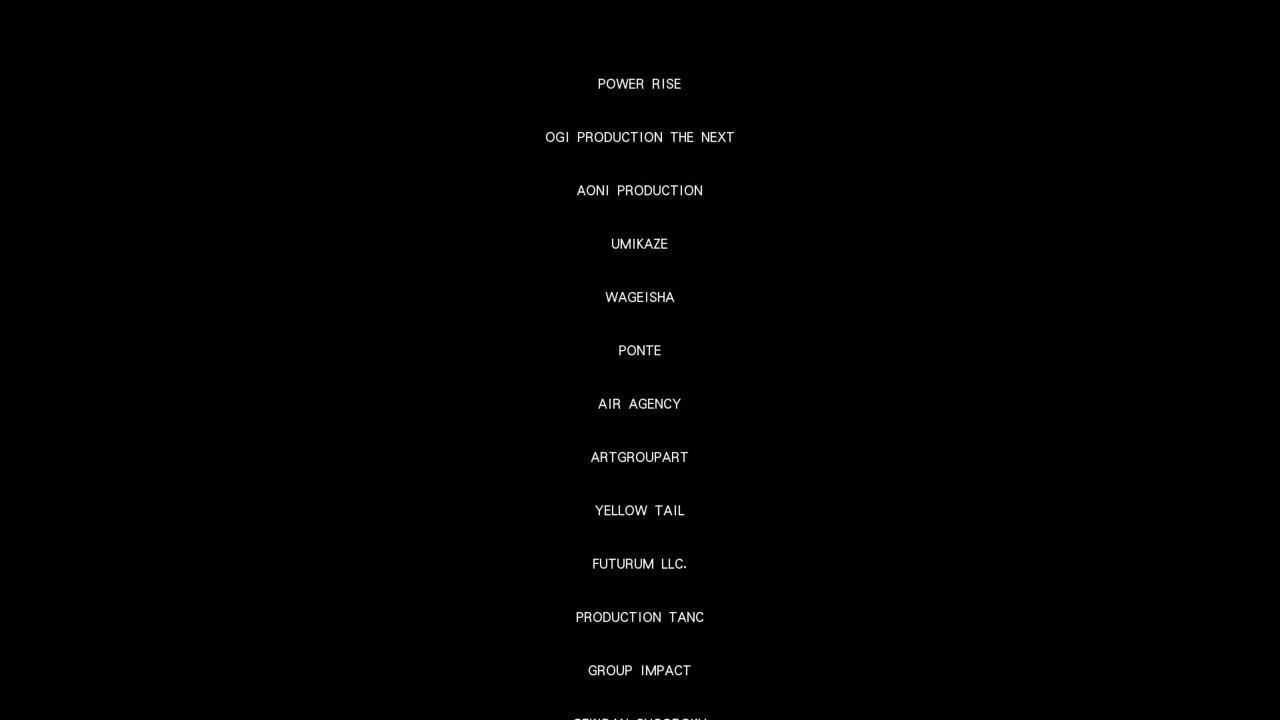 POWER RISE
OGI PRODUCTION THE NEXT
AONI PRODUCTION
UMIKAZE
WAGEISHA
PONTE
AIR AGENCY
ARTGROUPART
YELLOW TAIL
FUTURUM LLC.
PRODUCTION TANC
GROUP IMPACT